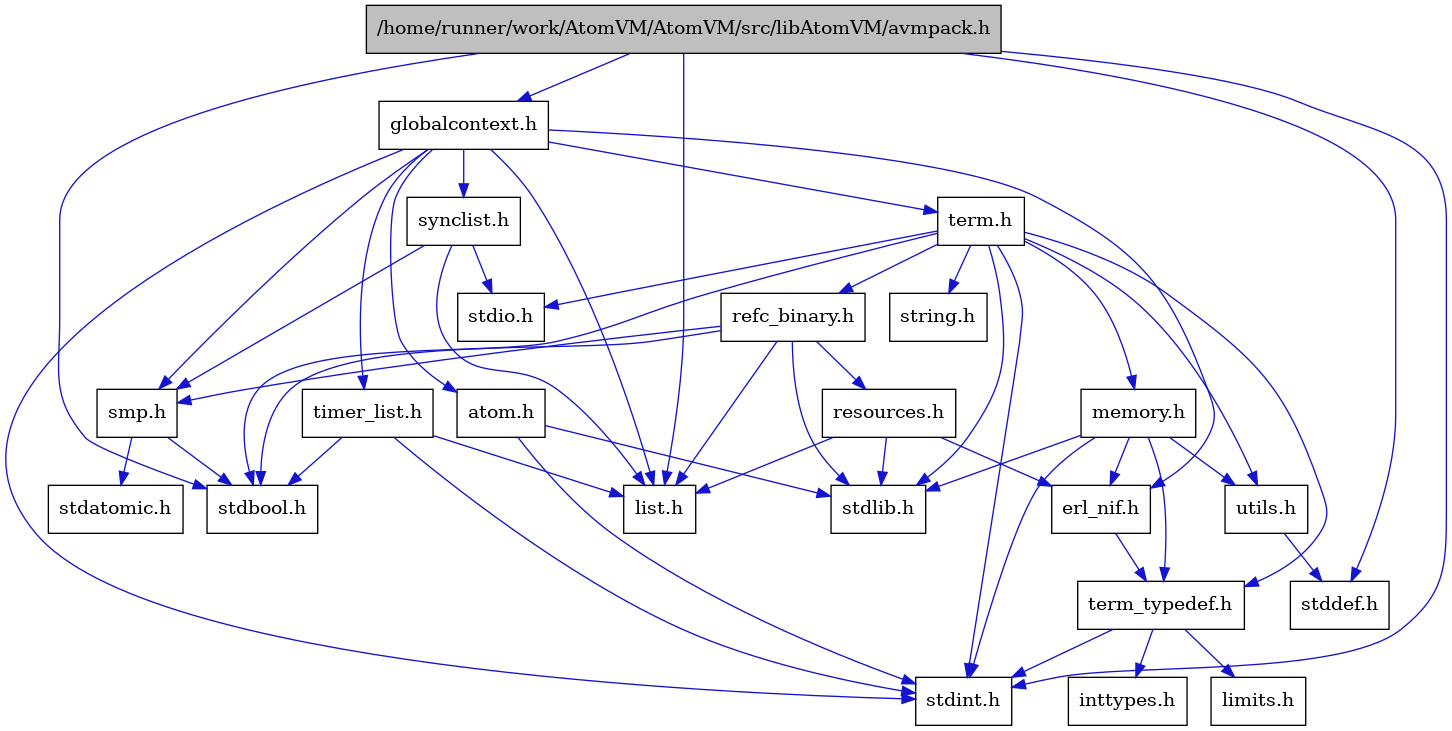 /home/runner/work/AtomVM/AtomVM/src/libAtomVM/avmpack.h
globalcontext.h
synclist.h
term.h
stdio.h
refc_binary.h
string.h
smp.h
timer_list.h
atom.h
resources.h
memory.h
stdatomic.h
stdbool.h
list.h
stdlib.h
erl_nif.h
utils.h
term_typedef.h
stddef.h
stdint.h
inttypes.h
limits.h